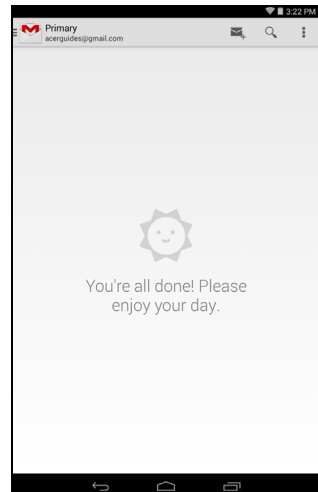 3:22 PM
Primary
acerguides@gmail.com
You're all done! Please
enjoy your day.